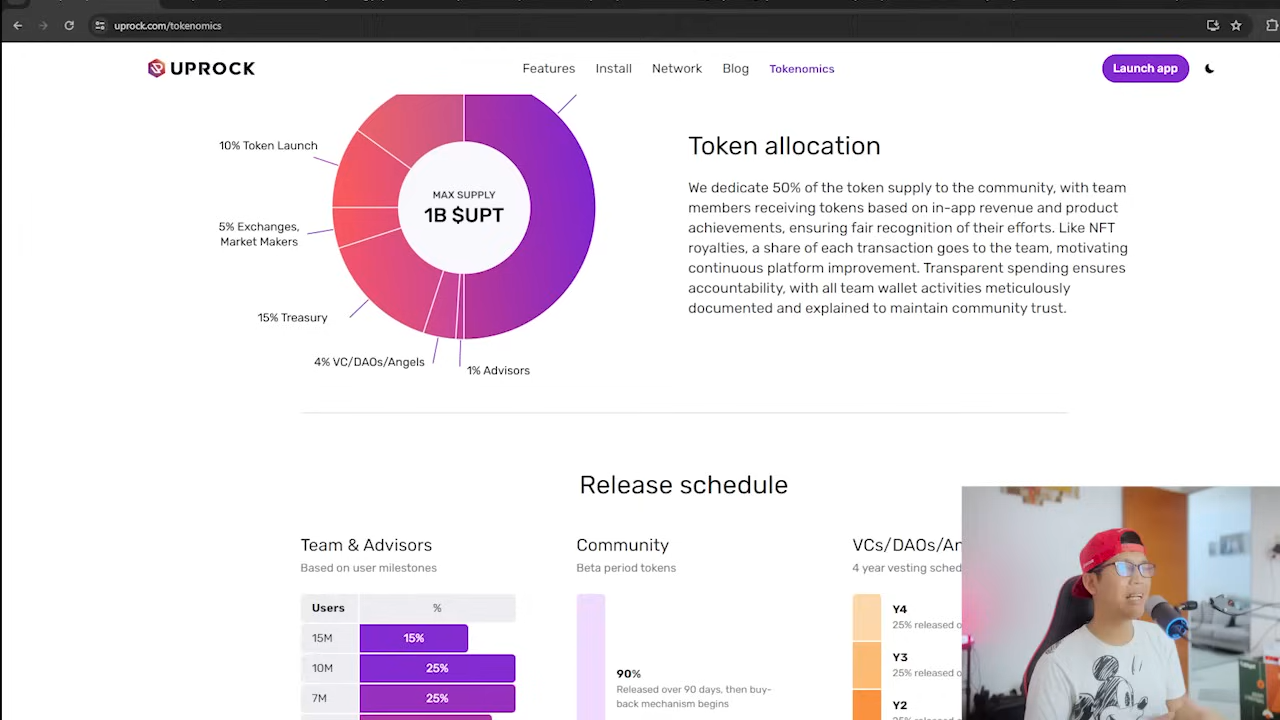 uprock.com/tokenomics
UPROCK
Features
Install
Network
Blog
Tokenomics
Launch app
10% Token Launch
5% Exchanges,
Market Makers
15% Treasury
4% VC/DAOs/Angels
1% Advisors
MAX SUPPLY
1B $UPT
Token allocation
We dedicate 50% of the token supply to the community, with team
members receiving tokens based on in-app revenue and product
achievements, ensuring fair recognition of their efforts. Like NFT
royalties, a share of each transaction goes to the team, motivating
continuous platform improvement. Transparent spending ensures
accountability, with all team wallet activities meticulously
documented and explained to maintain community trust.
Release schedule
Team & Advisors
Based on user milestones
Users
%
15M
15%
10M
25%
7M
25%
Community
Beta period tokens
90%
Released over 90 days, then buy-
back mechanism begins
VCs/DAOs/An
4 year vesting sched
Y4
25% released o
Y3
25% released o
Y2